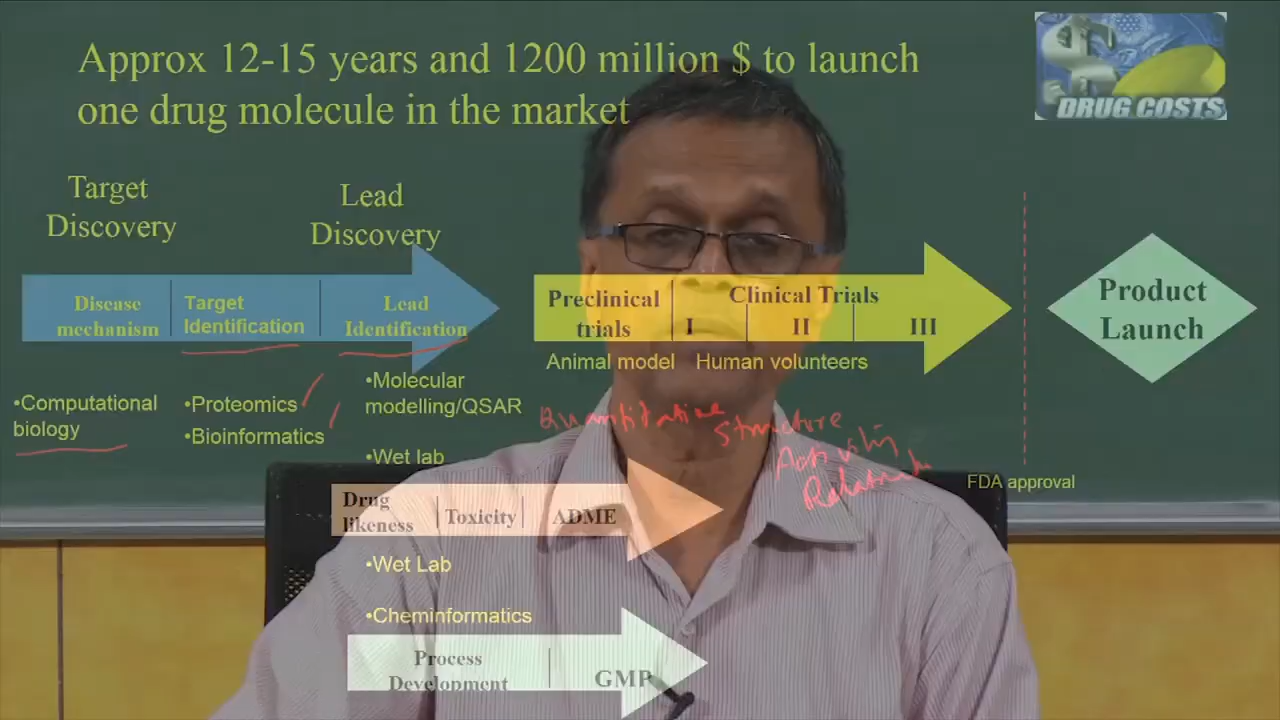 Approx 12-15 years and 1200 million $ to launch
one drug molecule in the market
DRUG COSTS
Target
Discovery
Lead
Discovery
Disease
mechanism
Target
Identification
Lead
Identification
Preclinical
trials
Clinical Trials
I
II
III
Product
Launch
Animal model
Human volunteers
•Computational
biology
•Proteomics
•Bioinformatics
•Molecular
modelling/QSAR
•Wet lab
Quantitative
Structure
Activity
FDA approval
Drug
likeness
Toxicity
ADME
•Wet Lab
•Cheminformatics
Process
Development
GMP